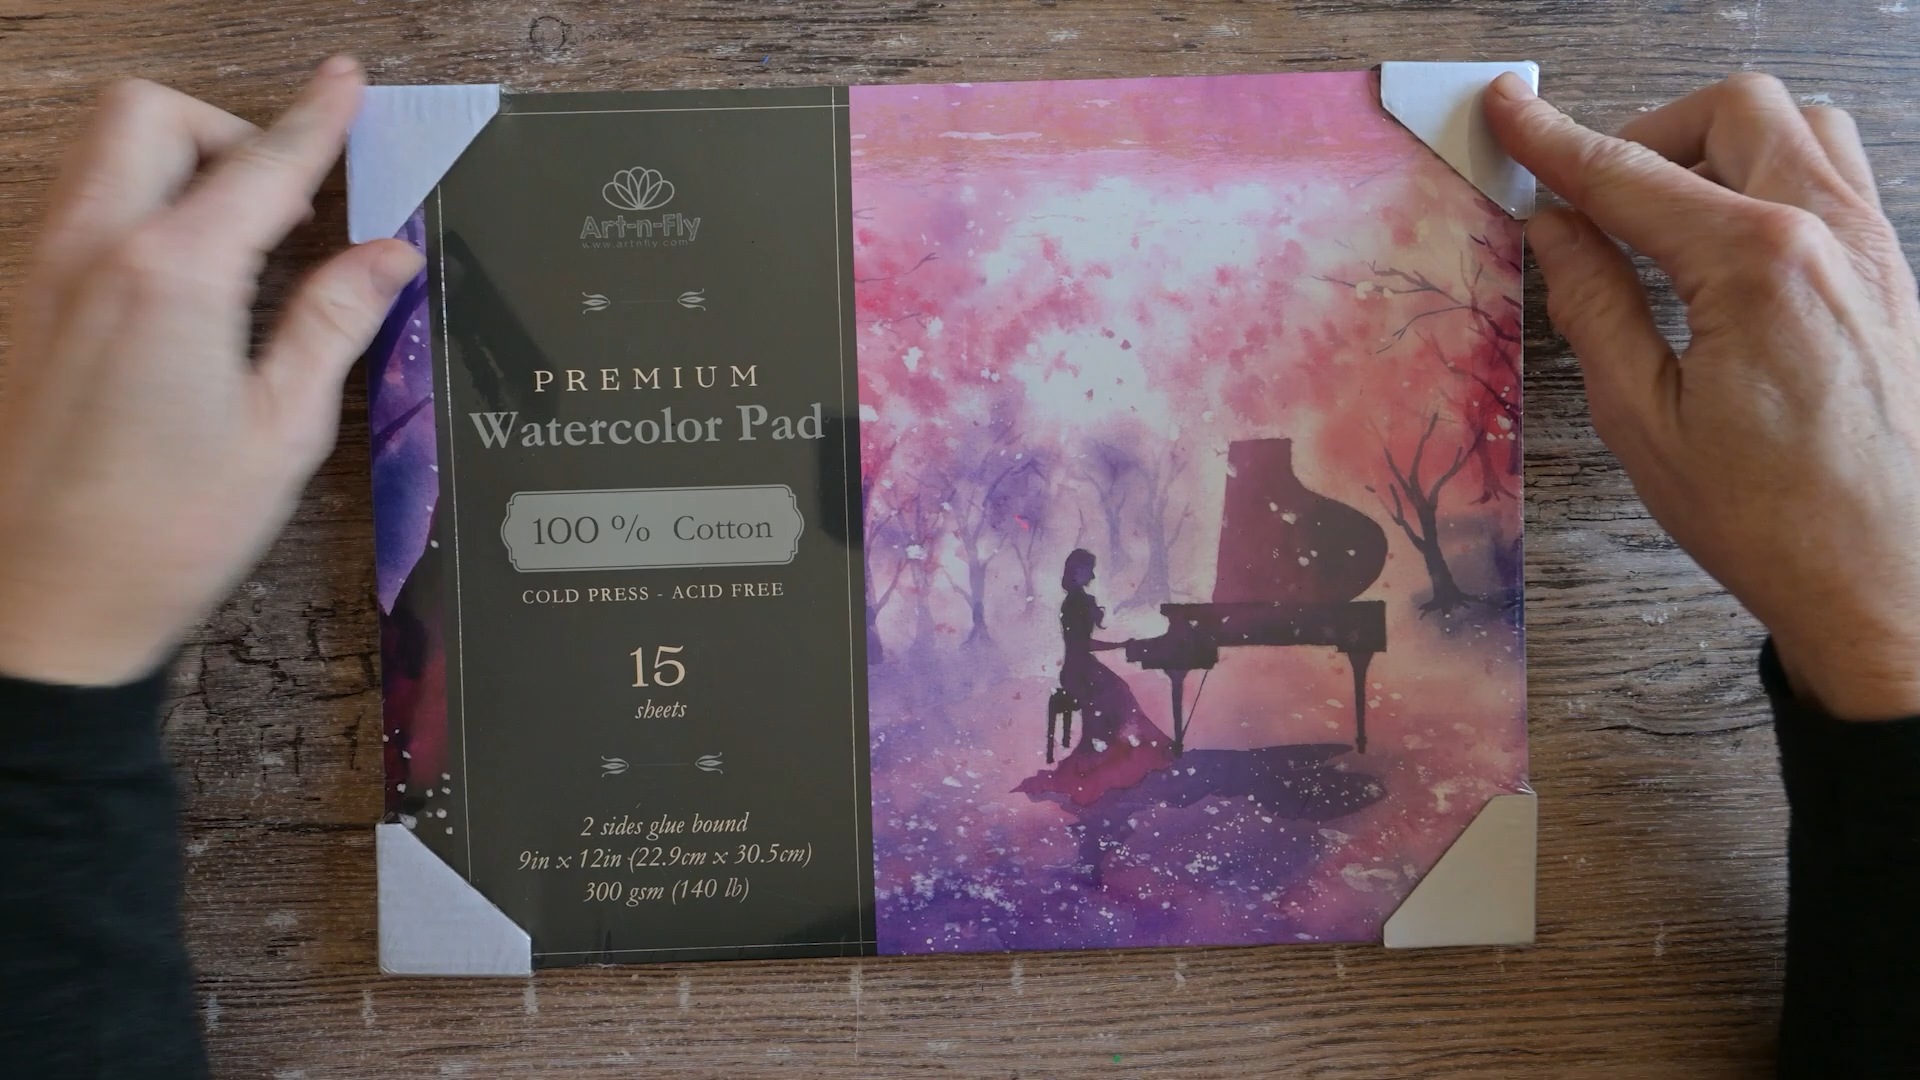 Art-n-Fly
www.artnfly.com
PREMIUM
Watercolor Pad
100 % Cotton
COLD PRESS - ACID FREE
15
sheets
2 sides glue bound
9in x 12in (22.9cm x 30.5cm)
300 gsm (140 lb)